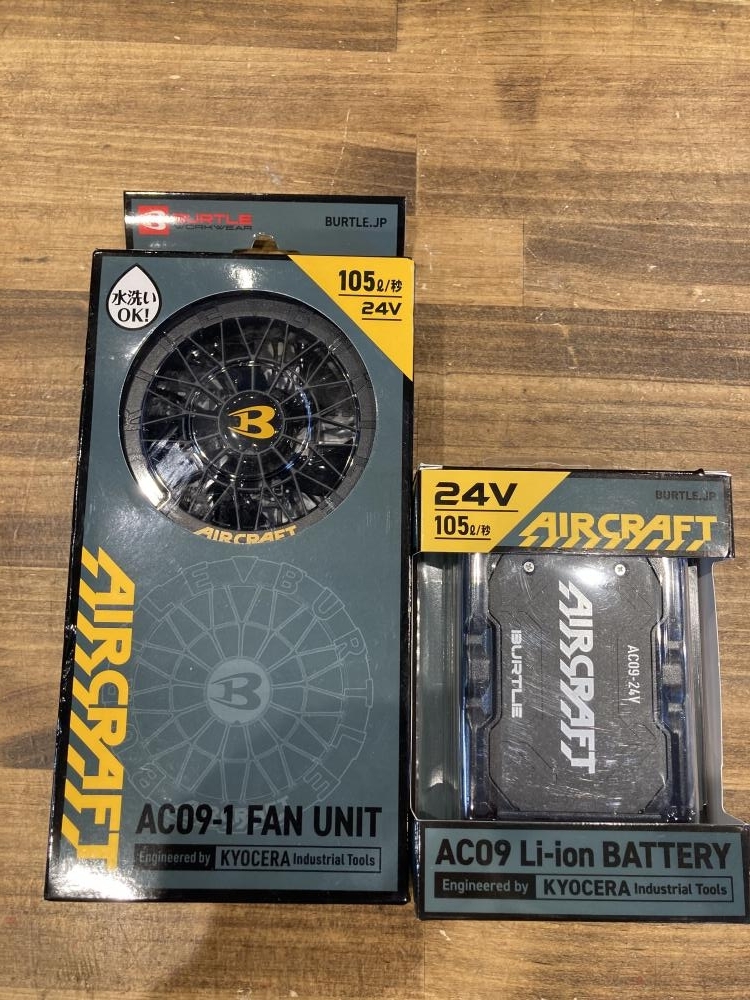 BURTLE
WORKWEAR
BURTLE.JP
水洗い
OK!
105ℓ/秒
24V
B
AIRCRAFT
BURTLE
BURTLE
B
AIRCRAFT
AC09-1 FAN UNIT
Engineered by KYOCERA Industrial Tools
24V
105ℓ/秒
BURTLE.JP
AIRCRAFT
AIRCRAFT
BURTLE
AC09-24V
AC09 Li-ion BATTERY
Engineered by KYOCERA Industrial Tools